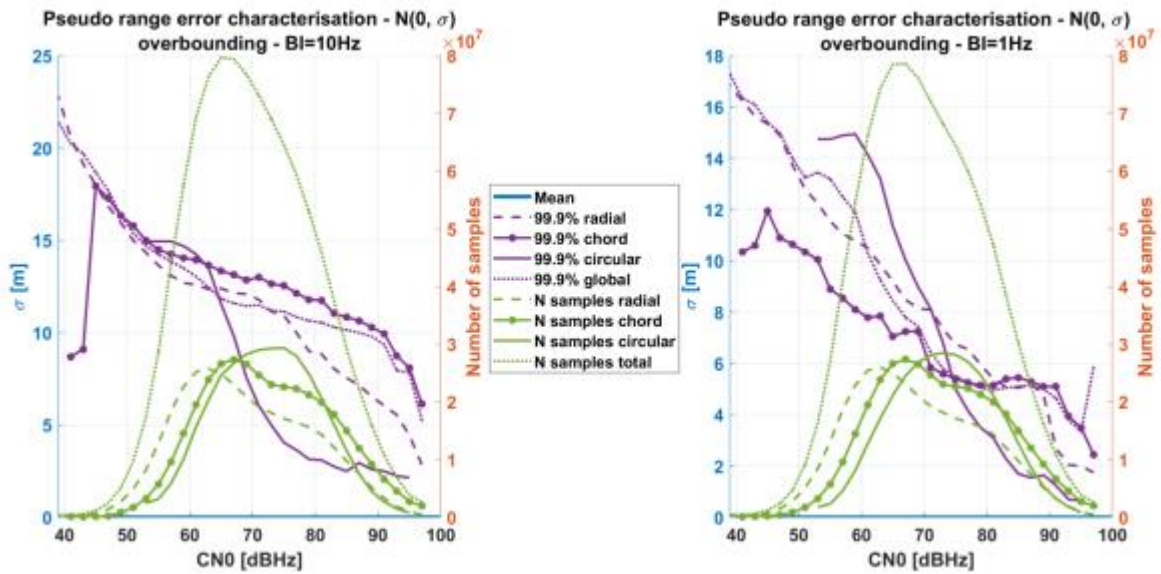 Pseudo range error characterisation - N(0, σ)
overbounding - Bl=10Hz
×10⁷
25
20
15
10
5
0
σ [m]
8
7
6
5
4
3
2
1
0
Number of samples
40 50 60 70 80 90 100
CN0 [dBHz]
Mean
99.9% radial
99.9% chord
99.9% circular
99.9% global
N samples radial
N samples chord
N samples circular
N samples total
Pseudo range error characterisation - N(0, σ)
overbounding - Bl=1Hz
×10⁷
18
16
14
12
10
8
6
4
2
0
σ [m]
8
7
6
5
4
3
2
1
0
Number of samples
40 50 60 70 80 90 100
CN0 [dBHz]